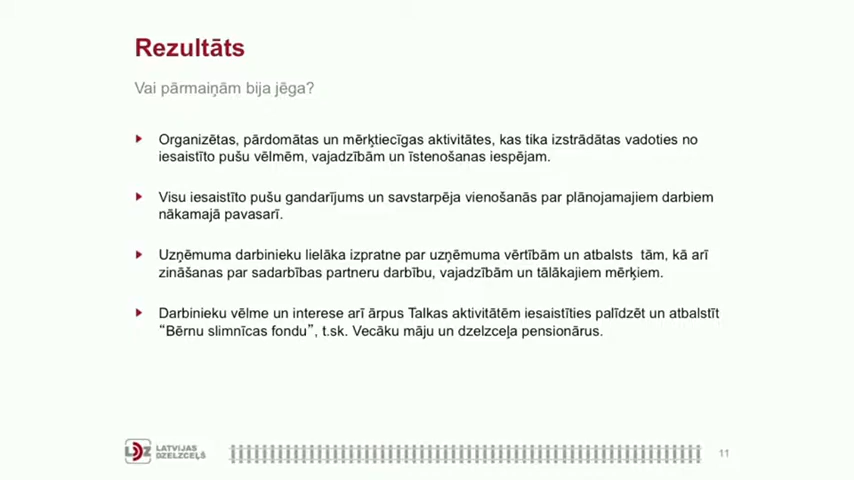 Rezultāts
Vai pārmaiņām bija jēga?
Organizētas, pārdomātas un mērķtiecīgas aktivitātes, kas tika izstrādātas vadoties no
iesaistīto pušu vēlmēm, vajadzībām un īstenošanas iespējam.
Visu iesaistīto pušu gandarījums un savstarpēja vienošanās par plānojamajiem darbiem
nākamajā pavasarī.
Uzņēmuma darbinieku lielāka izpratne par uzņēmuma vērtībām un atbalsts tām, kā arī
zināšanas par sadarbības partneru darbību, vajadzībām un tālākajiem mērķiem.
Darbinieku vēlme un interese arī ārpus Talkas aktivitātēm iesaistīties palīdzēt un atbalstīt
“Bērnu slimnīcas fondu”, t.sk. Vecāku māju un dzelzceļa pensionārus.
LDZ LATVIJAS
DZELZCEĻŠ
11